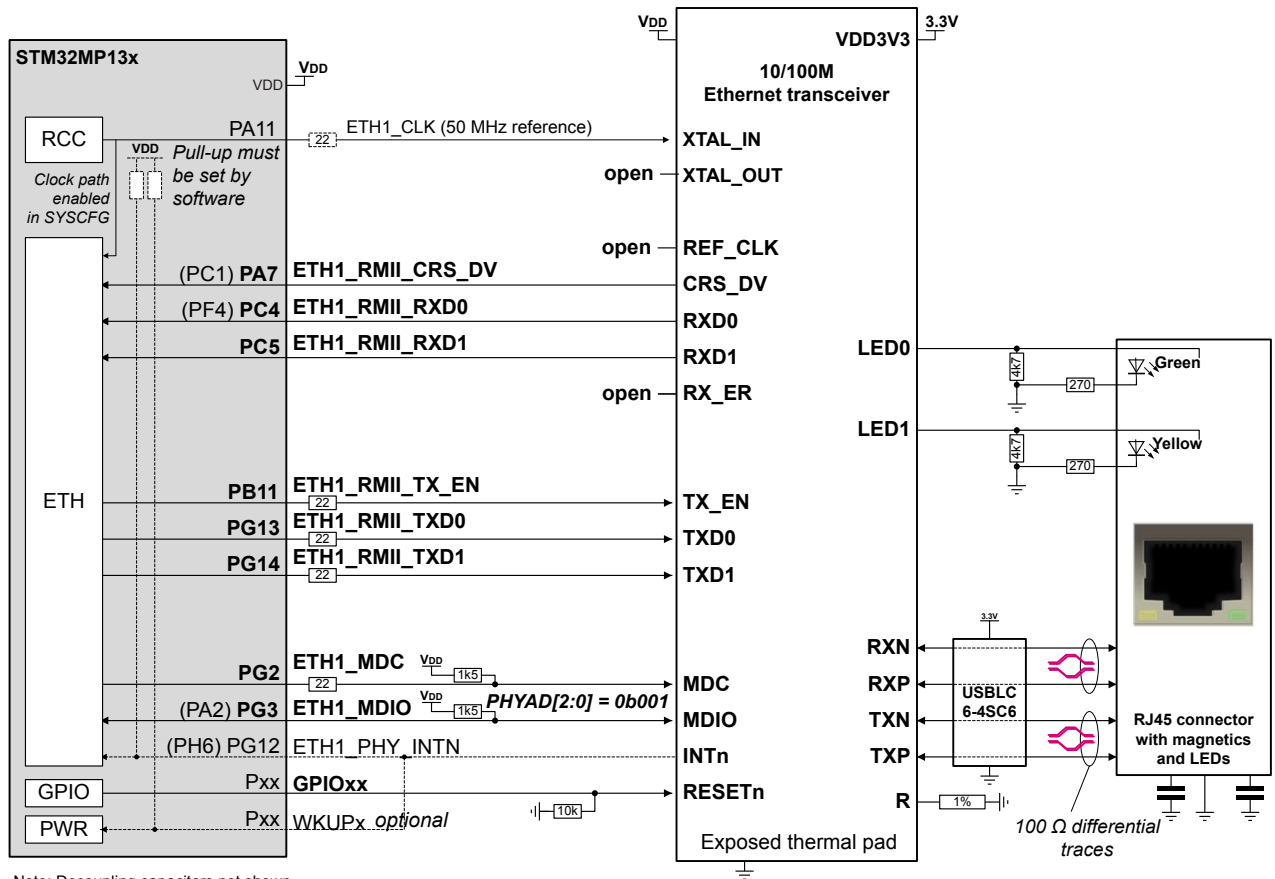 STM32MP13x
VDD
VDD
RCC
PA11
22
ETH1_CLK (50 MHz reference)
VDD
Pull-up must
be set by
software
Clock path
enabled
in SYSCFG
ETH
(PC1) PA7
ETH1_RMII_CRS_DV
(PF4) PC4
ETH1_RMII_RXD0
PC5
ETH1_RMII_RXD1
PB11
ETH1_RMII_TX_EN
22
PG13
ETH1_RMII_TXD0
22
PG14
ETH1_RMII_TXD1
22
PG2
ETH1_MDC
22
VDD
1k5
(PA2) PG3
ETH1_MDIO
VDD
1k5
PHYAD[2:0] = 0b001
(PH6) PG12
ETH1_PHY_INTN
GPIO
Pxx
GPIOxx
10k
PWR
Pxx
WKUPx
optional
VDD
3.3V
VDD3V3
10/100M
Ethernet transceiver
XTAL_IN
open
XTAL_OUT
open
REF_CLK
CRS_DV
RXD0
RXD1
open
RX_ER
TX_EN
TXD0
TXD1
MDC
MDIO
INTn
RESETn
LED0
4k7
270
Green
LED1
4k7
270
Yellow
RXN
RXP
TXN
TXP
R
1%
3.3V
USBLC
6-4SC6
RJ45 connector
with magnetics
and LEDs
100 Ω differential
traces
Exposed thermal pad